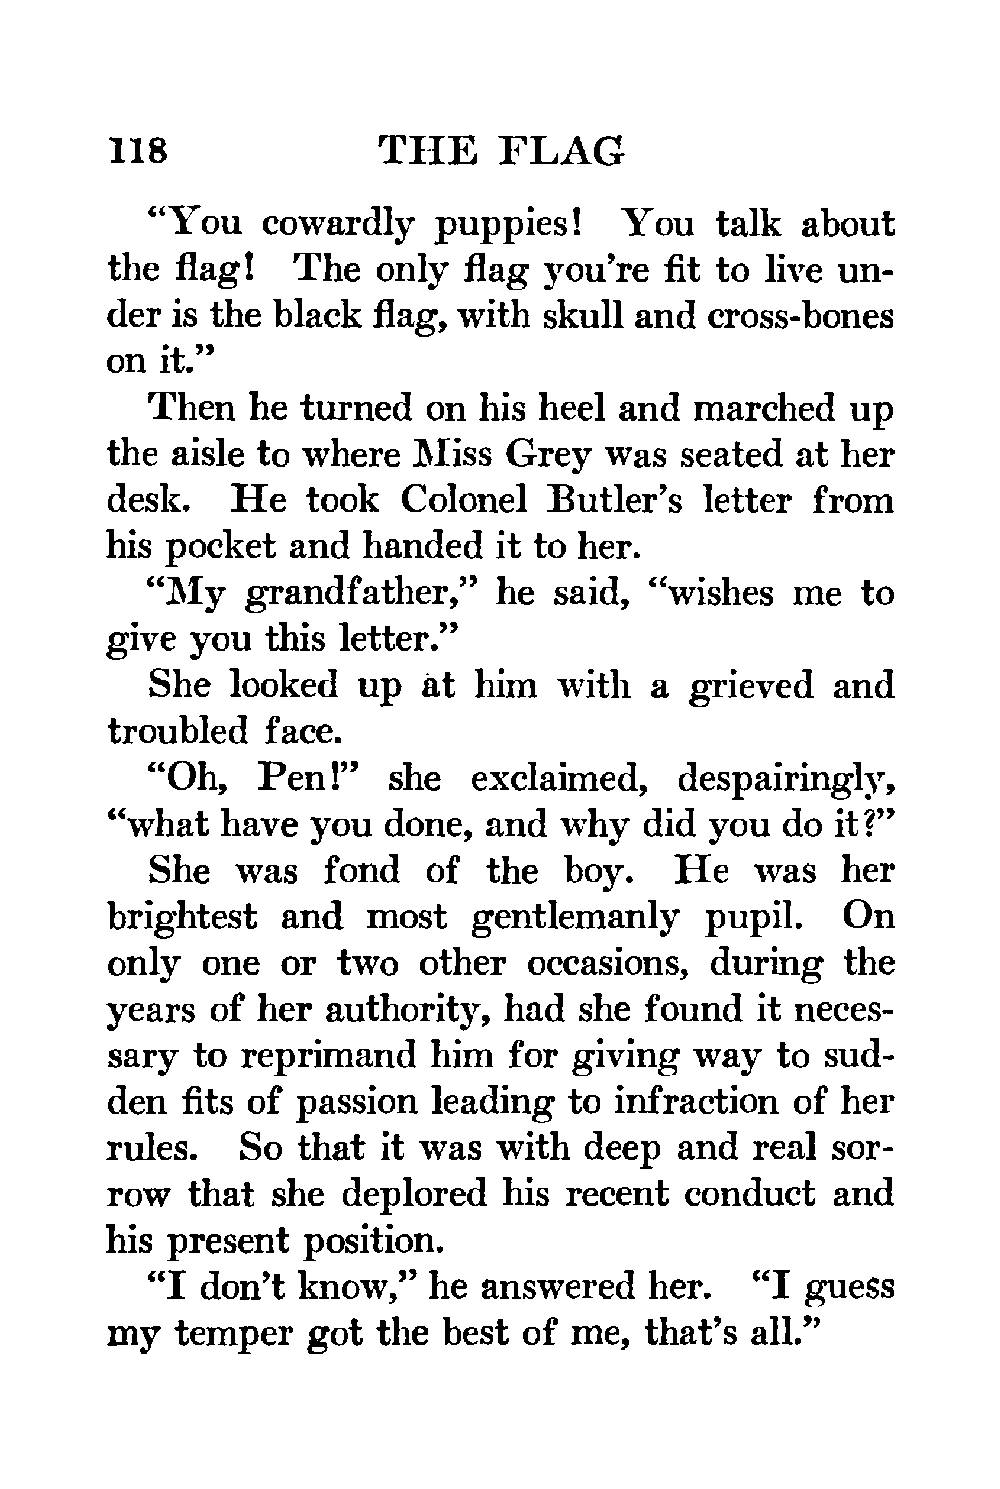 118 THE FLAG
“You cowardly puppies! You talk about
the flag! The only flag you’re fit to live un-
der is the black flag, with skull and cross-bones
on it.”
Then he turned on his heel and marched up
the aisle to where Miss Grey was seated at her
desk. He took Colonel Butler’s letter from
his pocket and handed it to her.
“My grandfather,” he said, “wishes me to
give you this letter.”
She looked up at him with a grieved and
troubled face.
“Oh, Pen!” she exclaimed, despairingly,
“what have you done, and why did you do it?”
She was fond of the boy. He was her
brightest and most gentlemanly pupil. On
only one or two other occasions, during the
years of her authority, had she found it neces-
sary to reprimand him for giving way to sud-
den fits of passion leading to infraction of her
rules. So that it was with deep and real sor-
row that she deplored his recent conduct and
his present position.
“I don’t know,” he answered her. “I guess
my temper got the best of me, that’s all.”